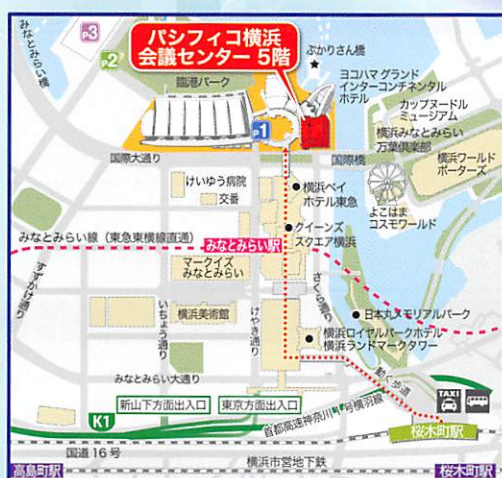 みなとみらい橋
P3
P2
パシフィコ横浜
会議センター 5階
ぷかりさん橋
臨港パーク
ヨコハマ グランド
インターコンチネンタル
ホテル
カップヌードル
ミュージアム
P1
横浜みなとみらい
万葉倶楽部
国際大通り
国際橋
横浜ワールド
ポーターズ
けいゆう病院
交番
横浜ベイ
ホテル東急
よこはま
コスモワールド
クイーンズ
スクエア横浜
みなとみらい線(東急東横線直通)
みなとみらい駅
マークイズ
みなとみらい
すずかけ通り
いちょう通り
横浜美術館
けやき通り
さくら通り
日本丸メモリアルパーク
横浜ロイヤルパークホテル
横浜ランドマークタワー
みなとみらい大通り
動く歩道
TAXI
新山下方面出入口
東京方面出入口
首都高速神奈川1号横羽線
K1
桜木町駅
国道16号
横浜市営地下鉄
高島町駅
桜木町駅